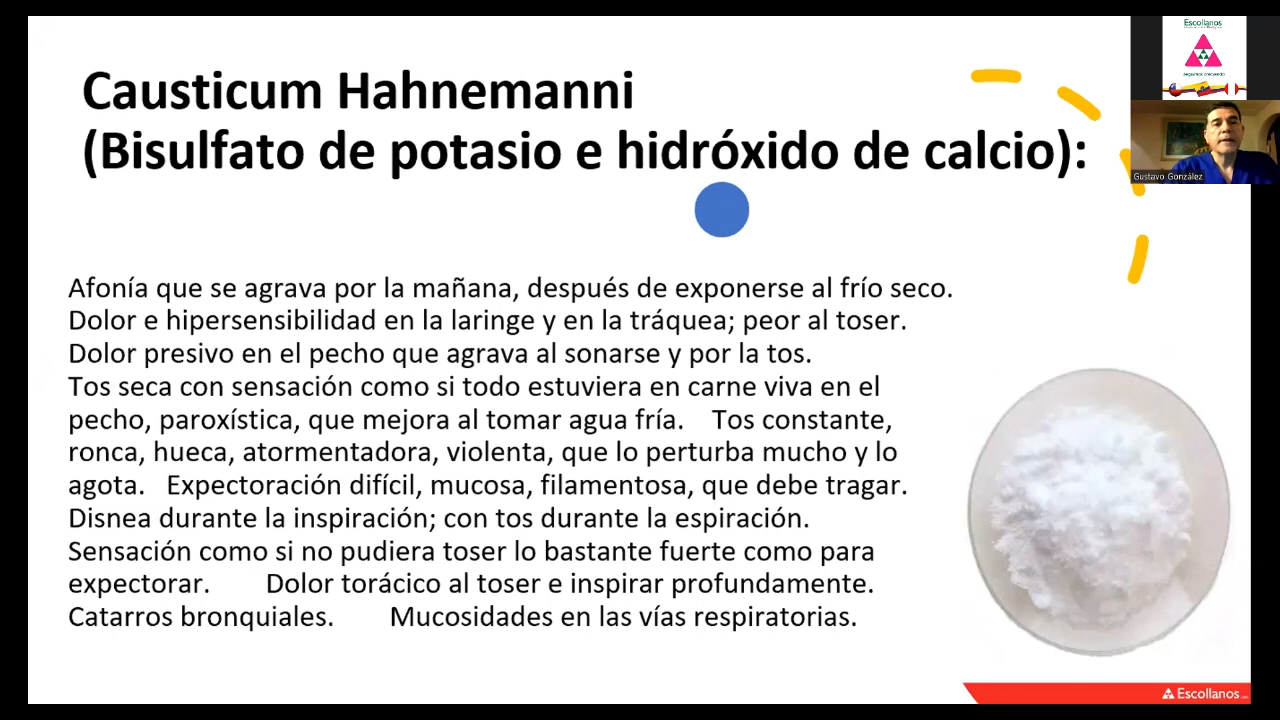 Causticum Hahnemanni
(Bisulfato de potasio e hidróxido de calcio):
Escollanos
Gustavo González
Afonía que se agrava por la mañana, después de exponerse al frío seco.
Dolor e hipersensibilidad en la laringe y en la tráquea; peor al toser.
Dolor presivo en el pecho que agrava al sonarse y por la tos.
Tos seca con sensación como si todo estuviera en carne viva en el
pecho, paroxística, que mejora al tomar agua fría. Tos constante,
ronca, hueca, atormentadora, violenta, que lo perturba mucho y lo
agota. Expectoración difícil, mucosa, filamentosa, que debe tragar.
Disnea durante la inspiración; con tos durante la espiración.
Sensación como si no pudiera toser lo bastante fuerte como para
expectorar. Dolor torácico al toser e inspirar profundamente.
Catarros bronquiales. Mucosidades en las vías respiratorias.
Escollanos